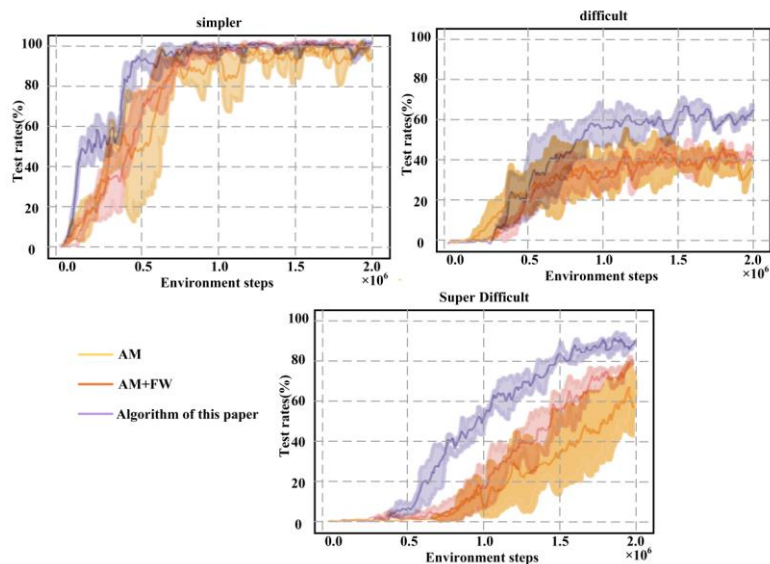 simpler
100
80
60
40
20
0
Test rates(%)
0.0 0.5 1.0 1.5 2.0
×10⁶
Environment steps
difficult
100
80
60
40
20
0
Test rates(%)
0.0 0.5 1.0 1.5 2.0
×10⁶
Environment steps
Super Difficult
100
80
60
40
20
0
Test rates(%)
0.0 0.5 1.0 1.5 2.0
×10⁶
Environment steps
AM
AM+FW
Algorithm of this paper